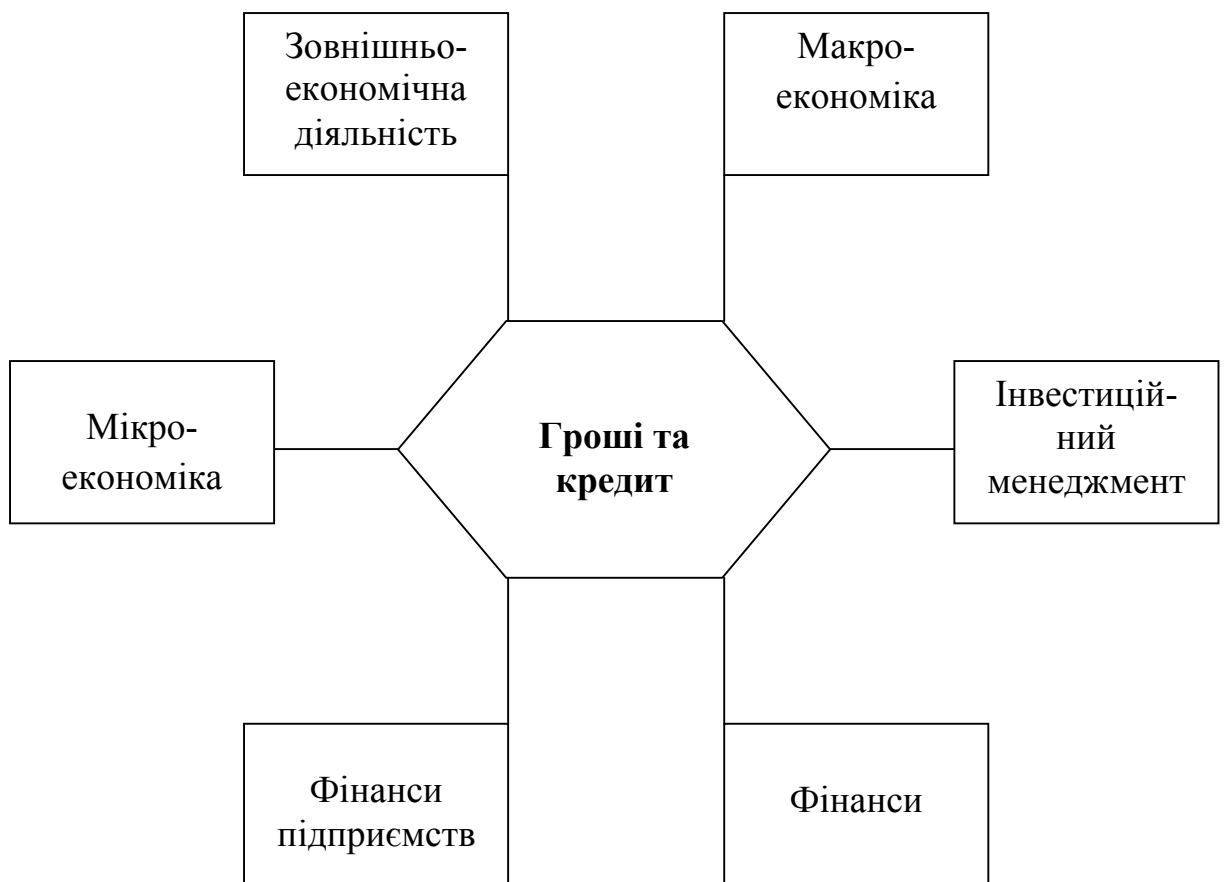 Зовнішньо-
економічна
діяльність
Макро-
економіка
Мікро-
економіка
Гроші та
кредит
Інвестицій-
ний
менеджмент
Фінанси
підприємств
Фінанси